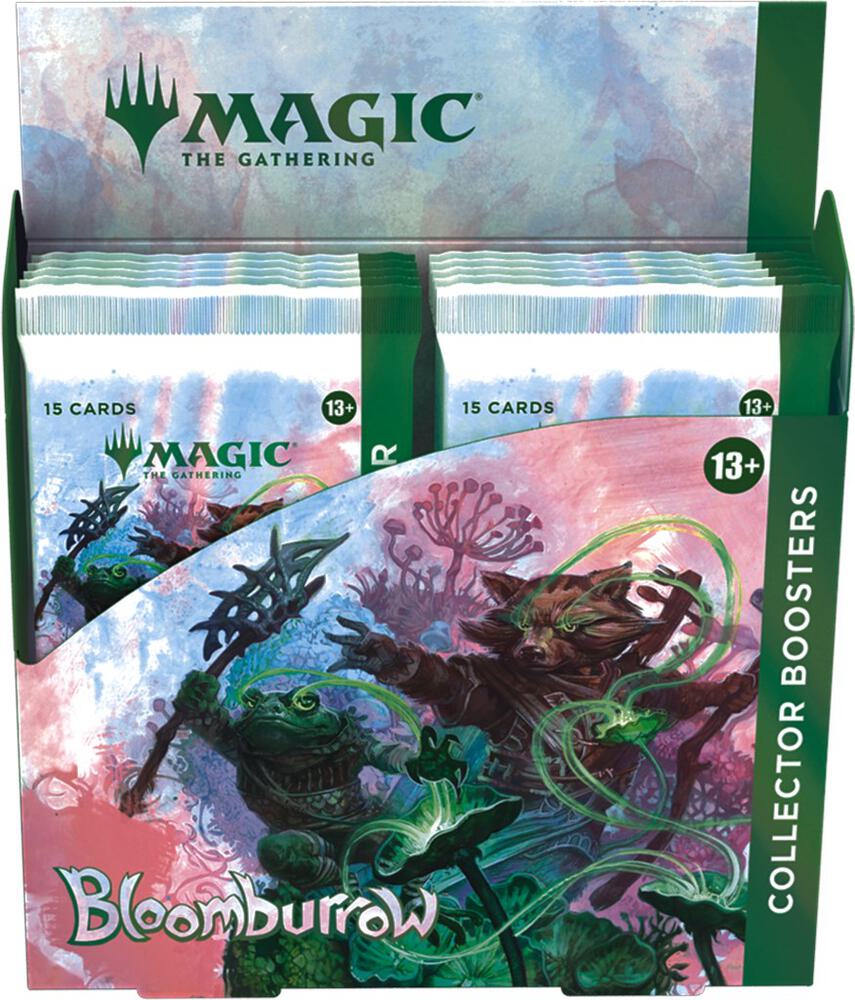 MAGIC®
THE GATHERING
15 CARDS
13+
MAGIC®
THE GATHERING
R
15 CARDS
13+
13+
COLLECTOR BOOSTERS
Bloomburrow